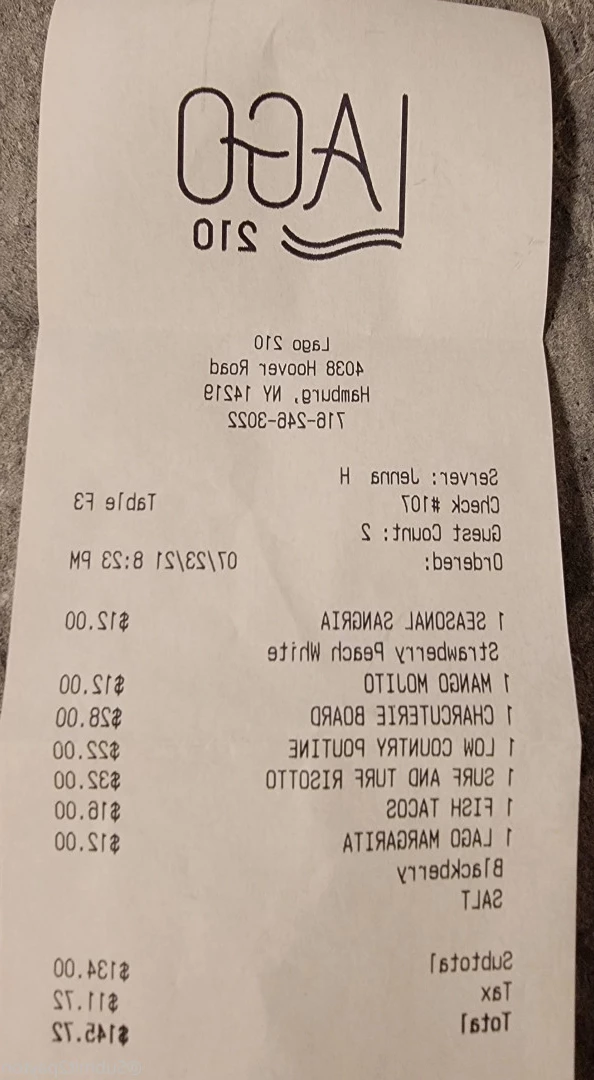 LAGO
210
Lago 210
4038 Hoover Road
Hamburg, NY 14219
716-246-3022
Server: Jenna H
Check #107 Table F3
Guest Count: 2
Ordered: 07/23/21 8:23 PM
1 SEASONAL SANGRIA $12.00
Strawberry Peach White
1 MANGO MOJITO $12.00
1 CHARCUTERIE BOARD $28.00
1 LOW COUNTRY POUTINE $22.00
1 SURF AND TURF RISOTTO $32.00
1 FISH TACOS $16.00
1 LAGO MARGARITA $12.00
Blackberry
SALT
Subtotal $134.00
Tax $11.72
Total $145.72